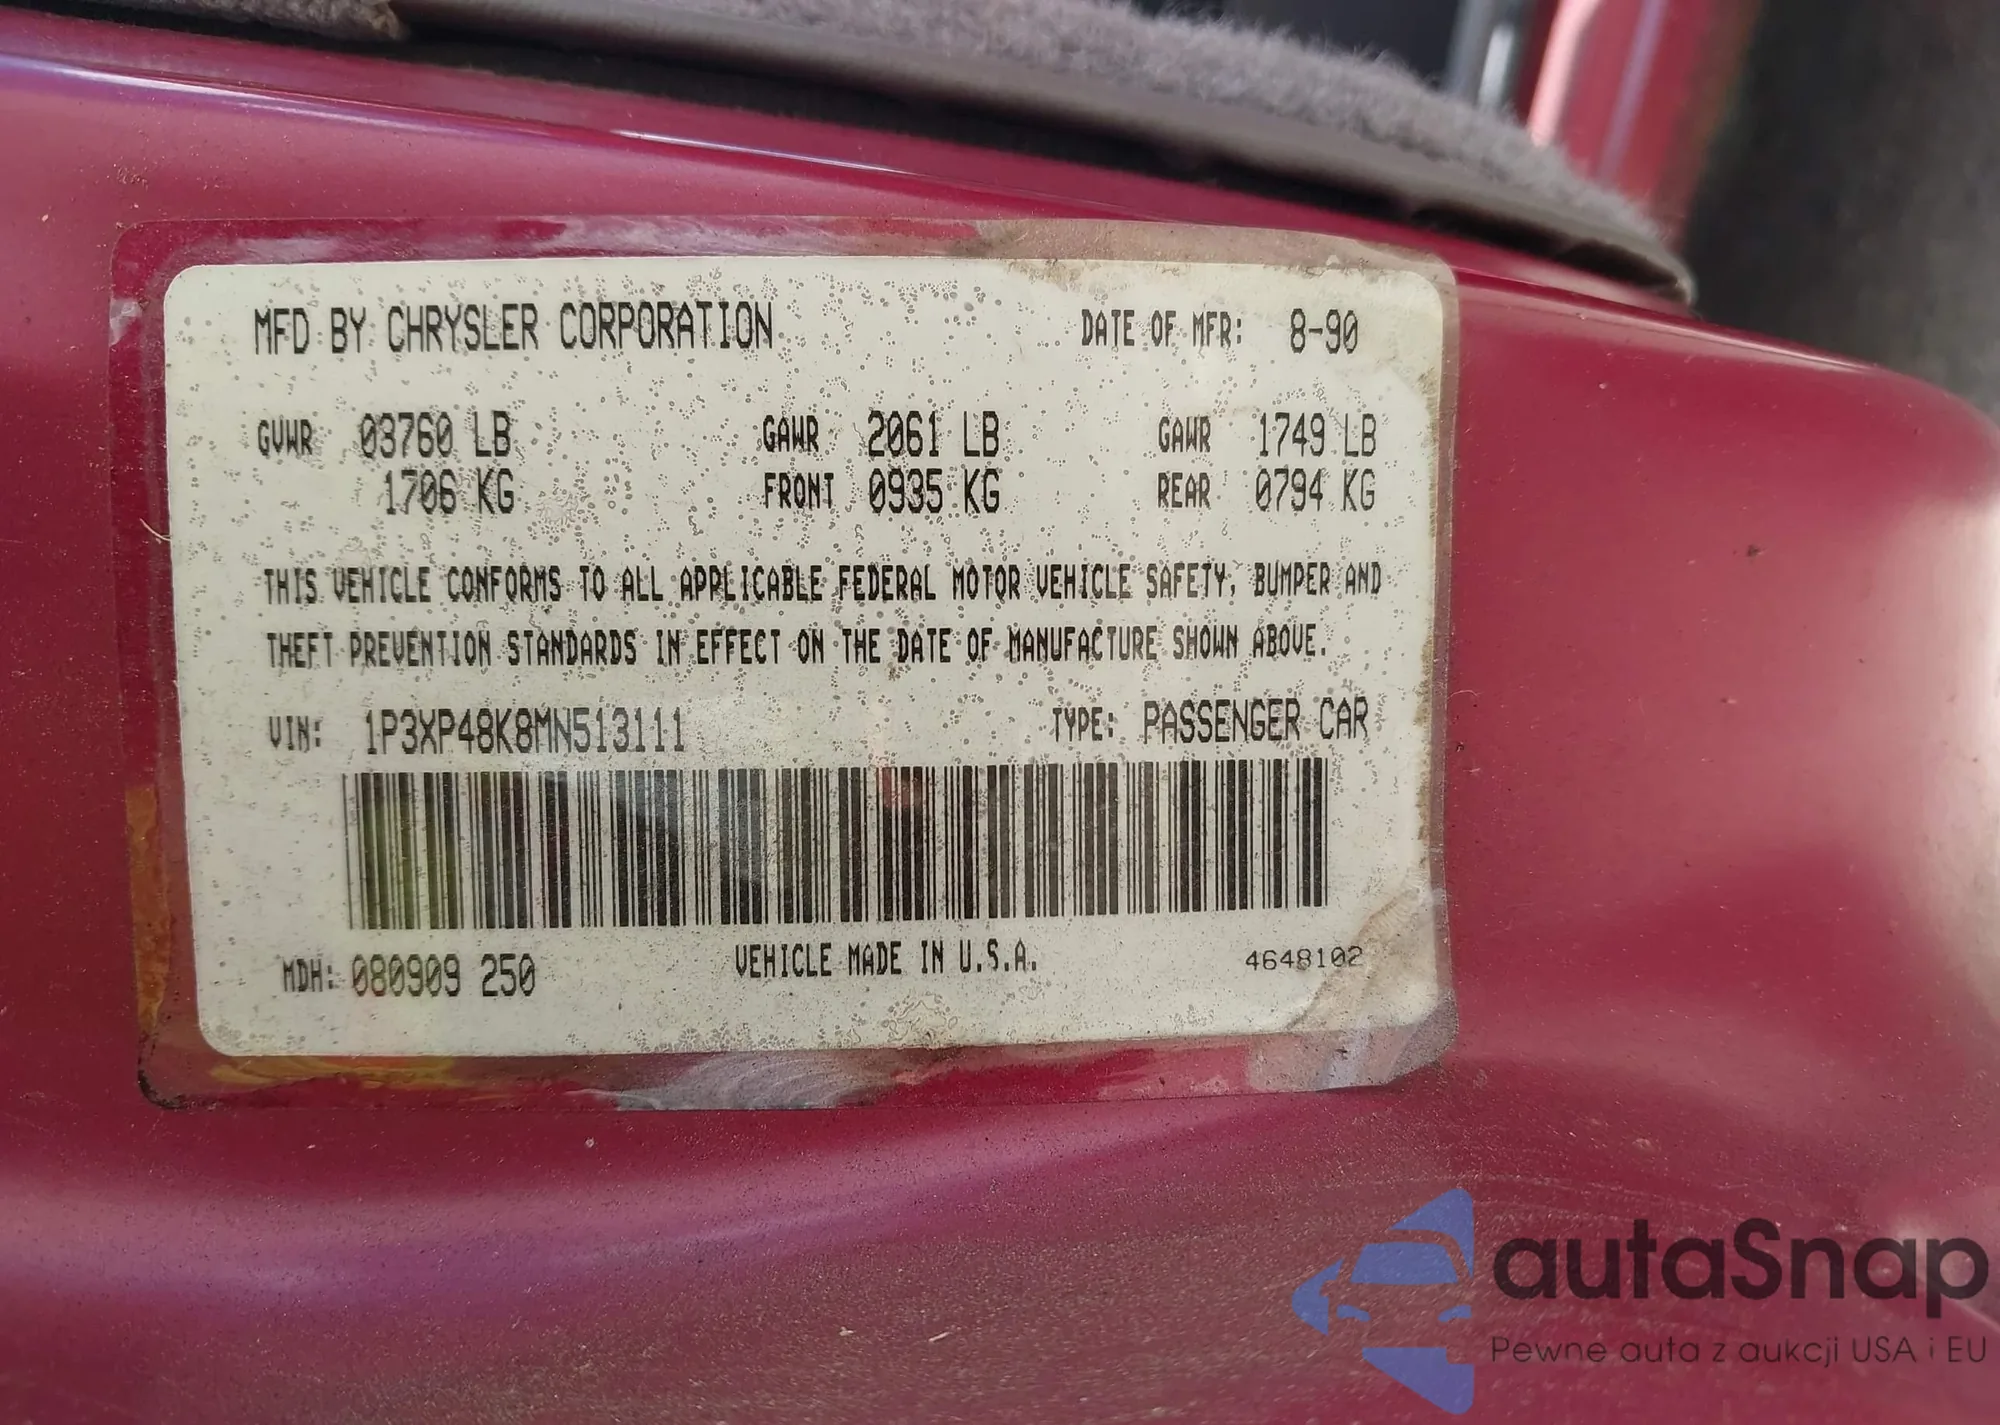 MFD BY CHRYSLER CORPORATION DATE OF MFR: 8-90
GVWR 03760 LB GAWR 2061 LB GAWR 1749 LB
1706 KG FRONT 0935 KG REAR 0794 KG
THIS VEHICLE CONFORMS TO ALL APPLICABLE FEDERAL MOTOR VEHICLE SAFETY, BUMPER AND
THEFT PREVENTION STANDARDS IN EFFECT ON THE DATE OF MANUFACTURE SHOWN ABOVE.
VIN: 1P3XP48K8MN513111 TYPE: PASSENGER CAR
MDH: 080909 250 VEHICLE MADE IN U.S.A. 4648102
autaSnap
Pewne auta z aukcji USA i EU